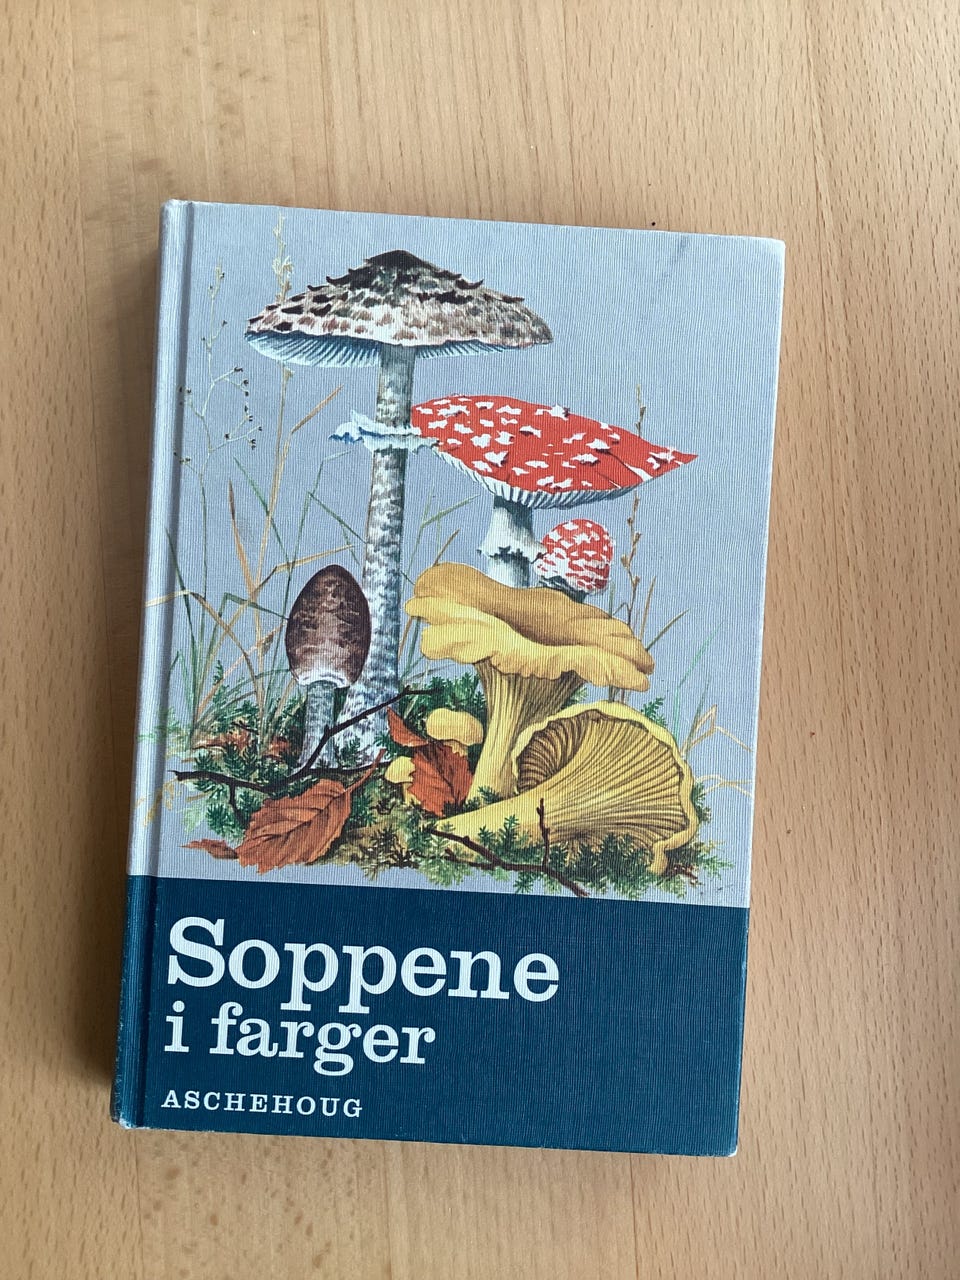 Soppene
i farger
ASCHEHOUG